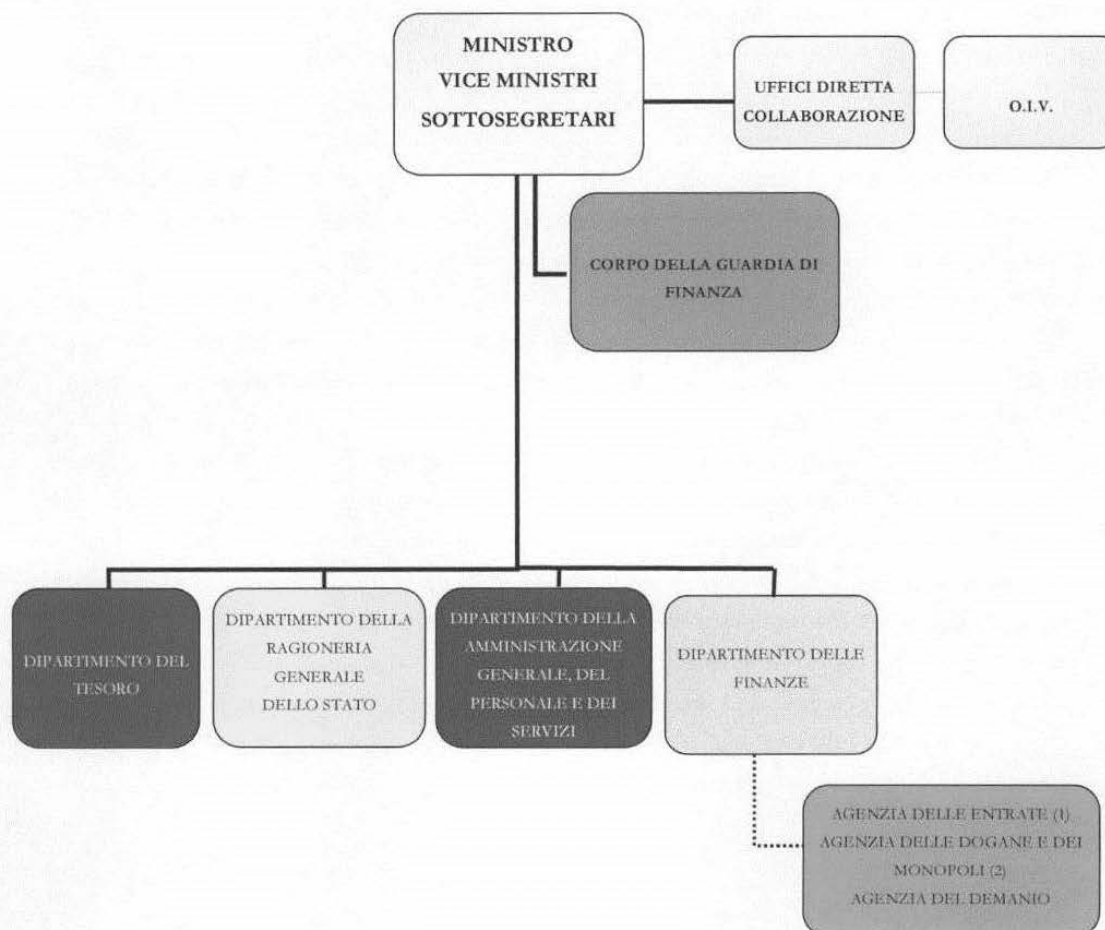 MINISTRO
VICE MINISTRI
SOTTOSEGRETARI
UFFICI DIRETTA
COLLABORAZIONE
O.I.V.
CORPO DELLA GUARDIA DI
FINANZA
DIPARTIMENTO DEL
TESORO
DIPARTIMENTO DELLA
RAGIONERIA
GENERALE
DELLO STATO
DIPARTIMENTO DELLA
AMMINISTRAZIONE
GENERALE, DEL
PERSONALE E DEI
SERVIZI
DIPARTIMENTO DELLE
FINANZE
AGENZIA DELLE ENTRATE (1)
AGENZIA DELLE DOGANE E DEI
MONOPOLI (2)
AGENZIA DEL DEMANIO